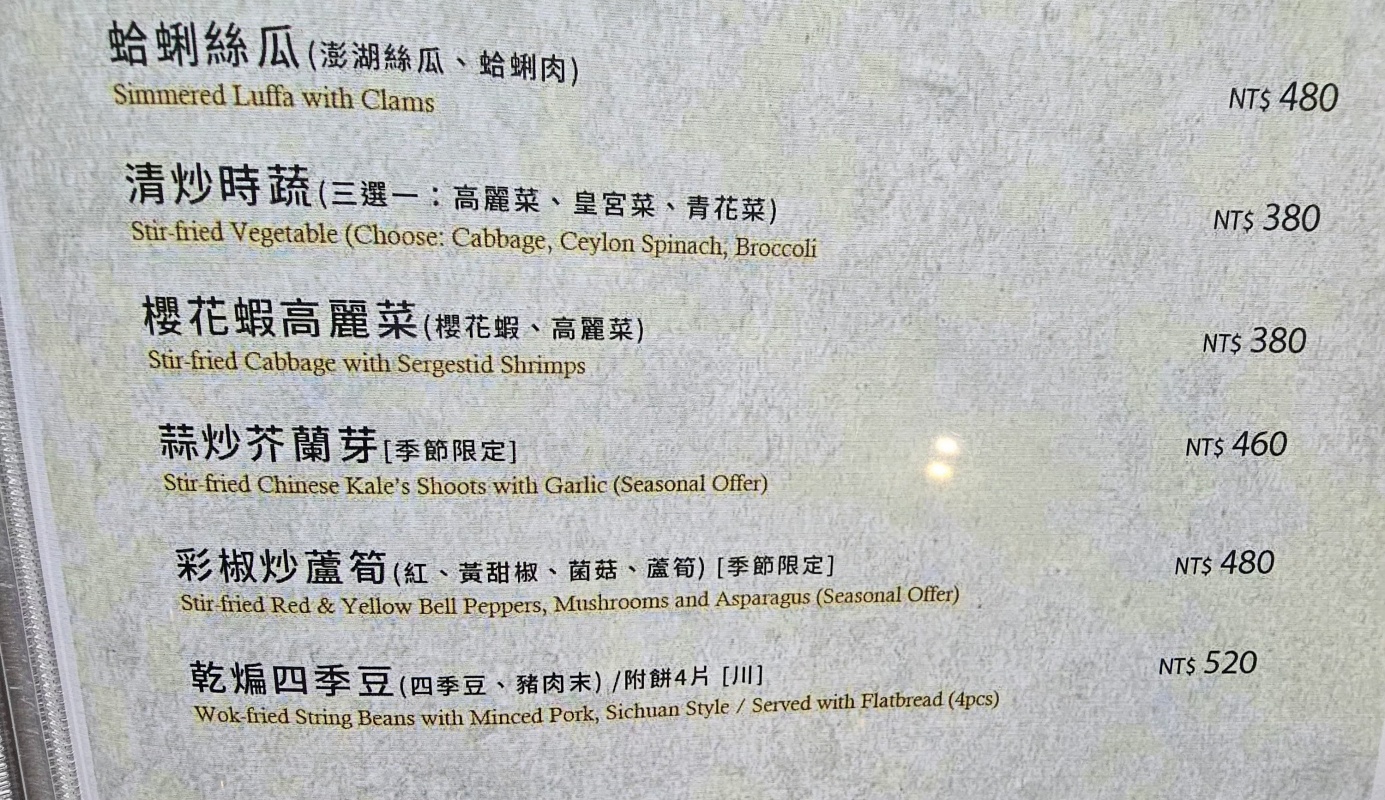 蛤蜊絲瓜(澎湖絲瓜、蛤蜊肉)
Simmered Luffa with Clams
NT$ 480
清炒時蔬(三選一：高麗菜、皇宮菜、青花菜)
Stir-fried Vegetable (Choose: Cabbage, Ceylon Spinach, Broccoli
NT$ 380
櫻花蝦高麗菜(櫻花蝦、高麗菜)
Stir-fried Cabbage with Sergestid Shrimps
NT$ 380
蒜炒芥蘭芽[季節限定]
Stir-fried Chinese Kale's Shoots with Garlic (Seasonal Offer)
NT$ 460
彩椒炒蘆筍(紅、黃甜椒、菌菇、蘆筍) [季節限定]
Stir-fried Red & Yellow Bell Peppers, Mushrooms and Asparagus (Seasonal Offer)
NT$ 480
乾煸四季豆(四季豆、豬肉末) /附餅4片 [川]
Wok-fried String Beans with Minced Pork, Sichuan Style / Served with Flatbread (4pcs)
NT$ 520